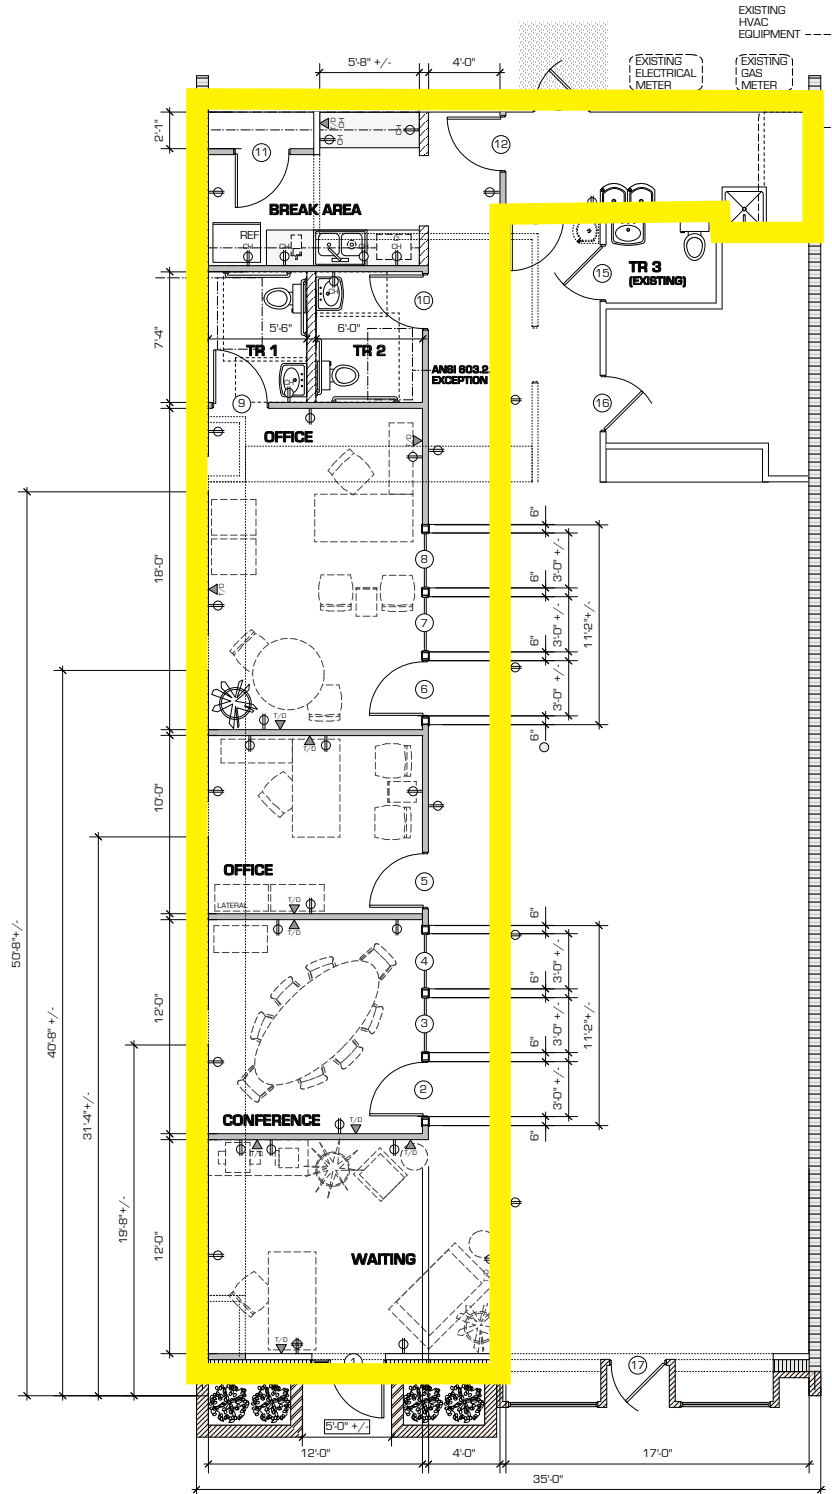 EXISTING
HVAC
EQUIPMENT
EXISTING
ELECTRICAL
METER
EXISTING
GAS
METER
5'-8" +/-
4'-0"
2'-1"
11
12
BREAK AREA
REF
CH
CH
CH
CH
TR 3
(EXISTING)
15
7'-4"
10
5'-6"
6'-0"
TR 1
TR 2
ANSI 603.2
EXCEPTION
9
16
OFFICE
T/D
18'-0"
T/D
8
7
6
6"
6"
6"
6"
3'-0" +/-
3'-0" +/-
3'-0" +/-
11'-2"+/-
T/D
T/D
10'-0"
OFFICE
5
LATERAL
T/D
T/D
50'-8"+/-
40'-8" +/-
31'-4"+/-
19'-8"+/-
12'-0"
4
3
2
6"
6"
6"
6"
3'-0" +/-
3'-0" +/-
3'-0" +/-
11'-2"+/-
CONFERENCE
T/D
T/D
T/D
12'-0"
WAITING
T/D
T/D
1
17
5'-0" +/-
12'-0"
4'-0"
17'-0"
35'-0"